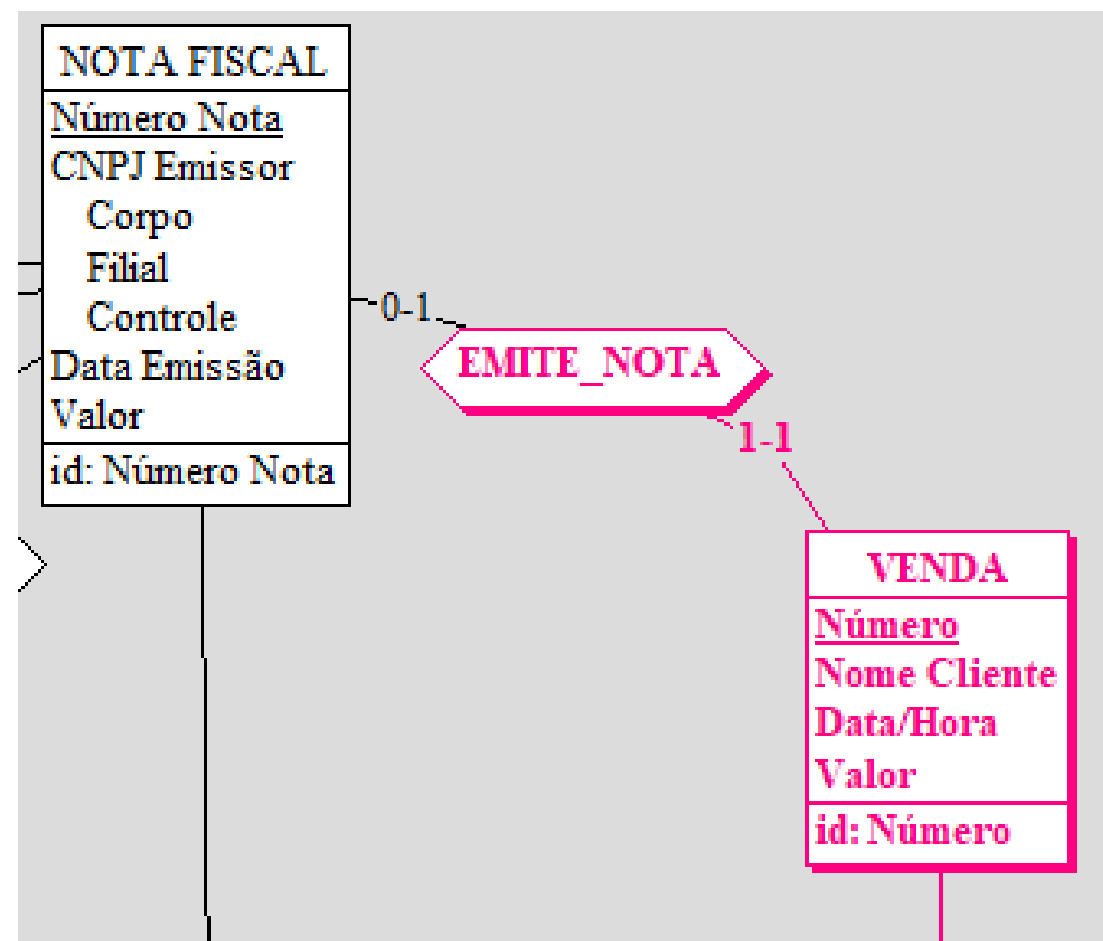 NOTA FISCAL
Número Nota
CNPJ Emissor
Corpo
Filial
Controle
Data Emissão
Valor
id: Número Nota
0-1
EMITE_NOTA
1-1
VENDA
Número
Nome Cliente
Data/Hora
Valor
id: Número